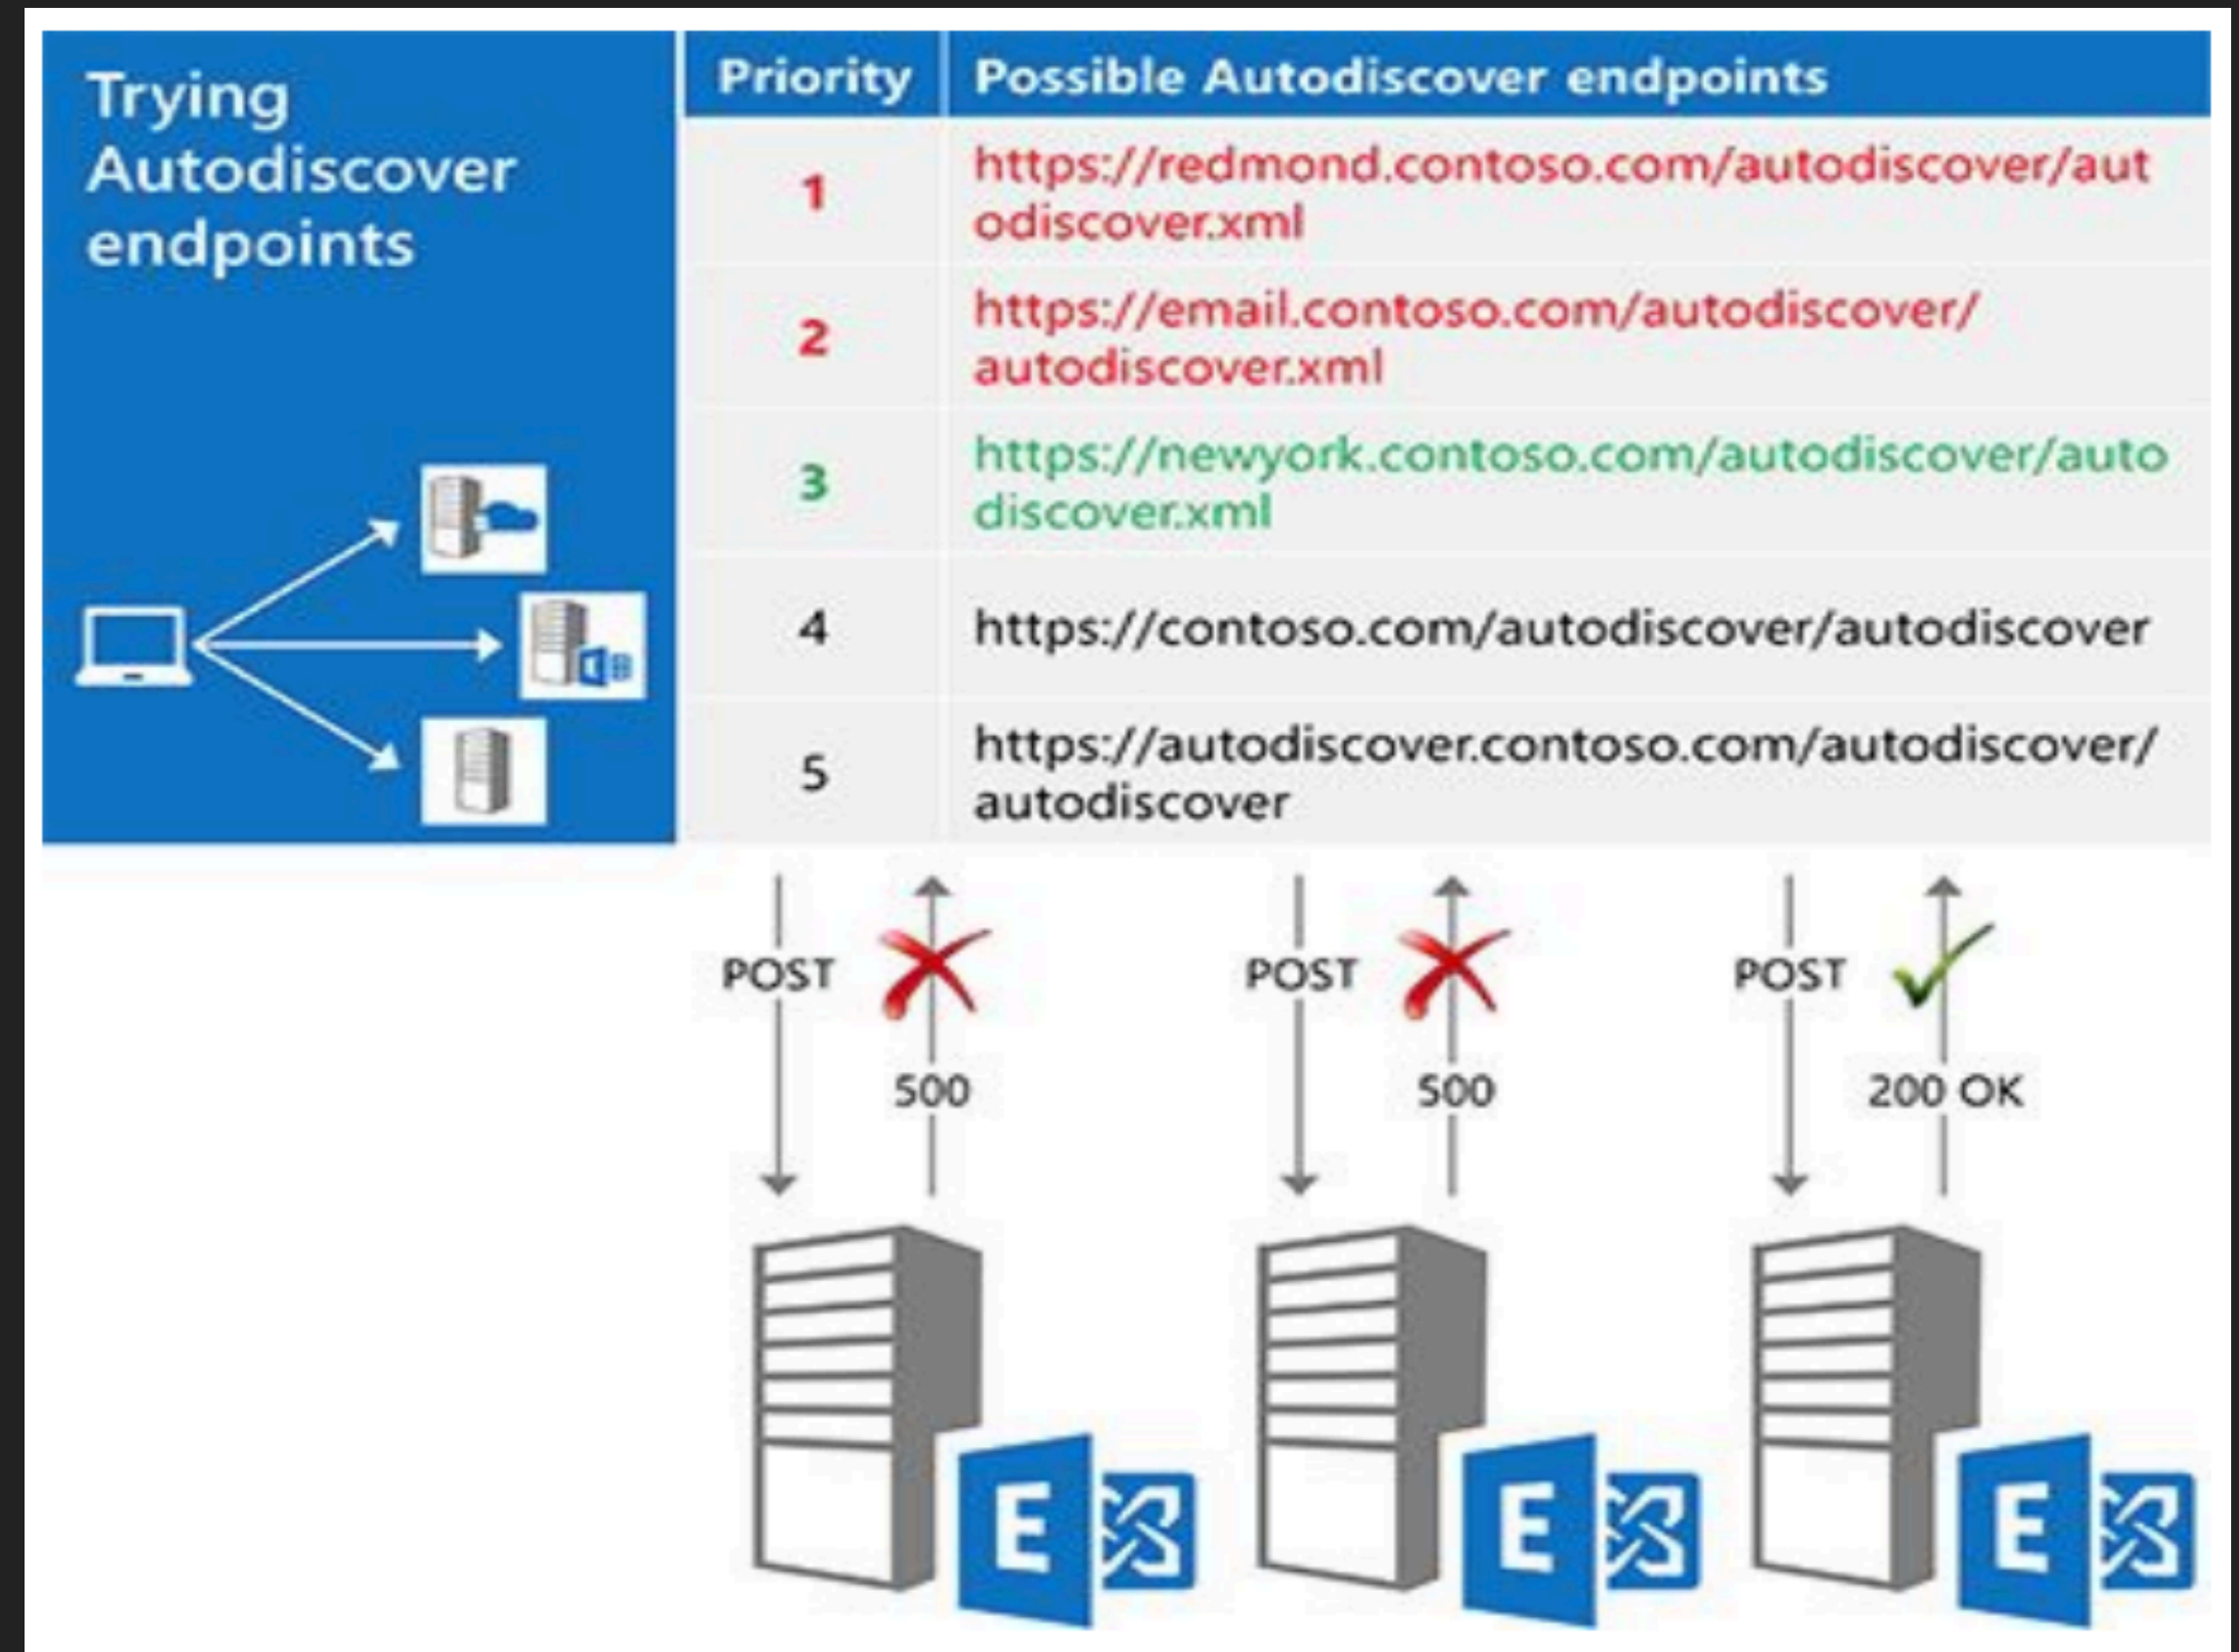 Trying
Autodiscover
endpoints
Priority
Possible Autodiscover endpoints
1
https://redmond.contoso.com/autodiscover/aut
odiscover.xml
2
https://email.contoso.com/autodiscover/
autodiscover.xml
3
https://newyork.contoso.com/autodiscover/auto
discover.xml
4
https://contoso.com/autodiscover/autodiscover
5
https://autodiscover.contoso.com/autodiscover/
autodiscover
POST
500
POST
500
POST
200 OK
E
E
E